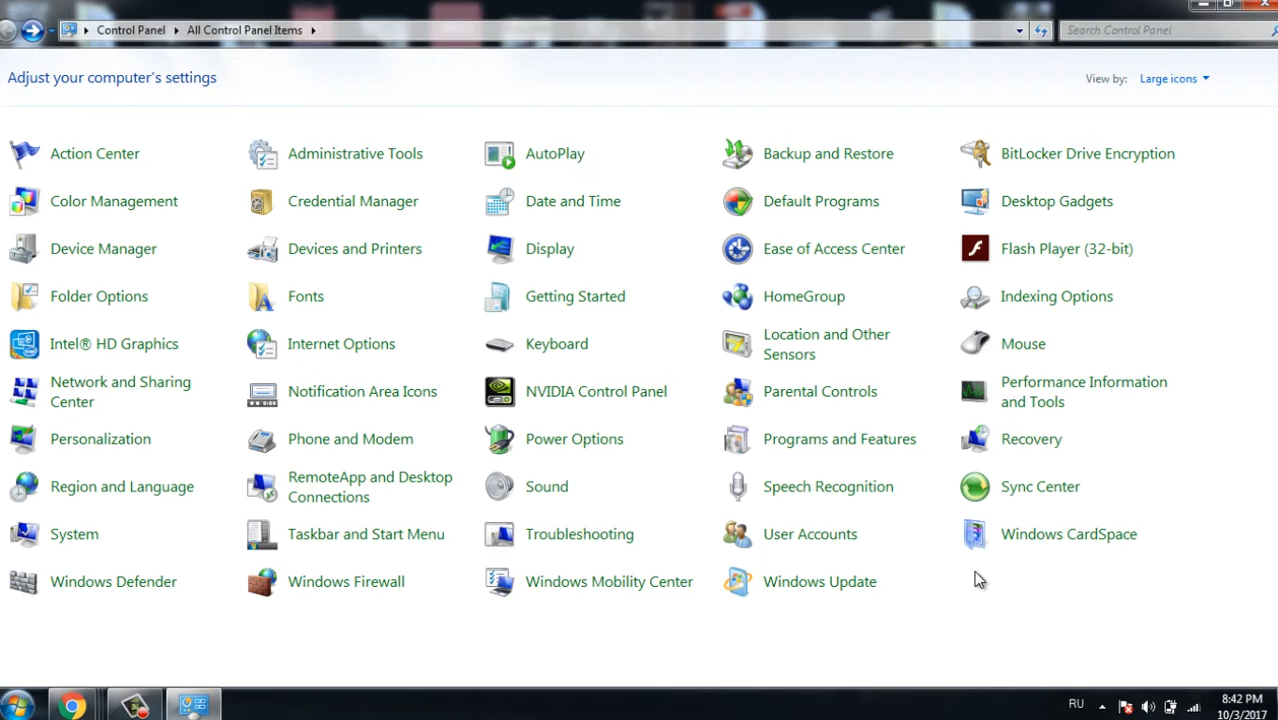 Control Panel
All Control Panel Items
Search Control Panel
Adjust your computer's settings
View by:
Large icons
Action Center
Administrative Tools
AutoPlay
Backup and Restore
BitLocker Drive Encryption
Color Management
Credential Manager
Date and Time
Default Programs
Desktop Gadgets
Device Manager
Devices and Printers
Display
Ease of Access Center
Flash Player (32-bit)
Folder Options
Fonts
Getting Started
HomeGroup
Indexing Options
Intel® HD Graphics
Internet Options
Keyboard
Location and Other
Sensors
Mouse
Network and Sharing
Center
Notification Area Icons
NVIDIA Control Panel
Parental Controls
Performance Information
and Tools
Personalization
Phone and Modem
Power Options
Programs and Features
Recovery
Region and Language
RemoteApp and Desktop
Connections
Sound
Speech Recognition
Sync Center
System
Taskbar and Start Menu
Troubleshooting
User Accounts
Windows CardSpace
Windows Defender
Windows Firewall
Windows Mobility Center
Windows Update
RU
8:42 PM
10/3/2017